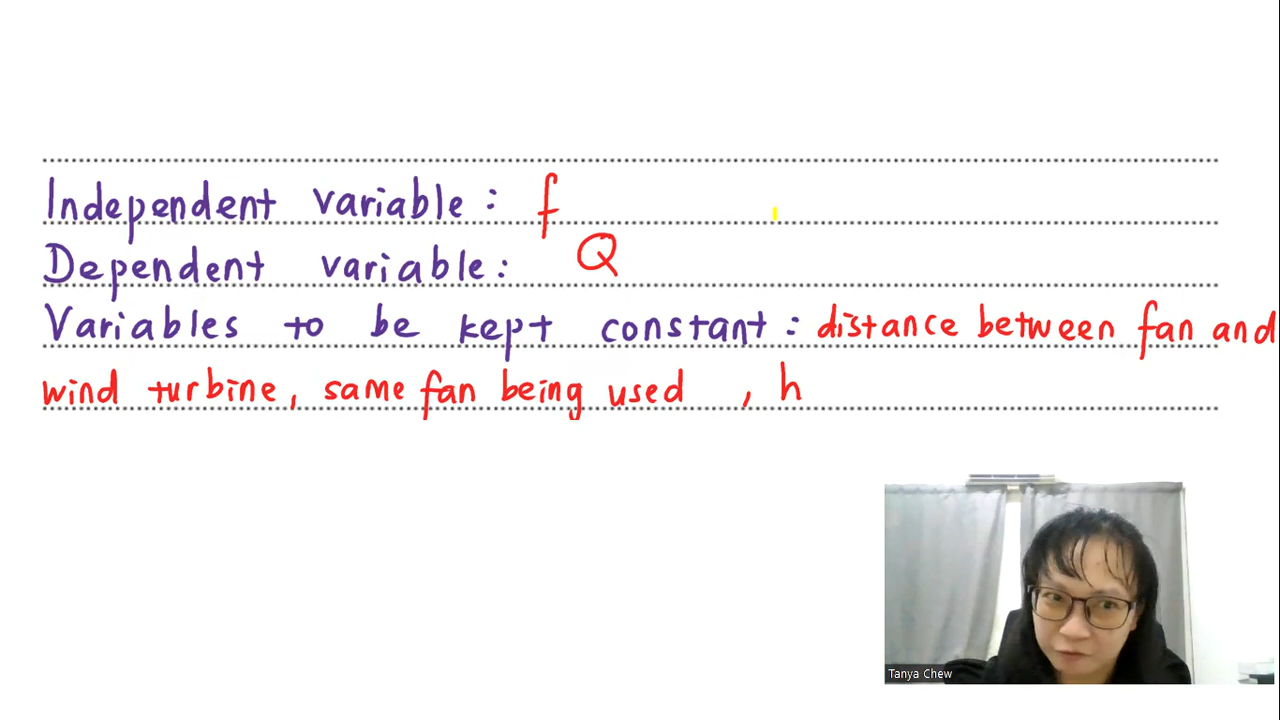 Independent variable: f
Dependent variable: Q
Variables to be kept constant: distance between fan and
wind turbine, same fan being used , h
Tanya Chew